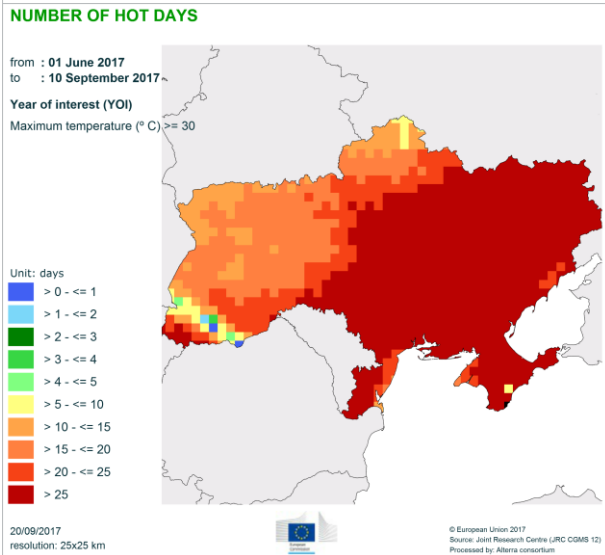 NUMBER OF HOT DAYS
from : 01 June 2017
to : 10 September 2017
Year of interest (YOI)
Maximum temperature (º C) >= 30
Unit: days
> 0 - <= 1
> 1 - <= 2
> 2 - <= 3
> 3 - <= 4
> 4 - <= 5
> 5 - <= 10
> 10 - <= 15
> 15 - <= 20
> 20 - <= 25
> 25
20/09/2017
resolution: 25x25 km
European
Commission
© European Union 2017
Source: Joint Research Centre (JRC CGMS 12)
Processed by: Alterra consortium